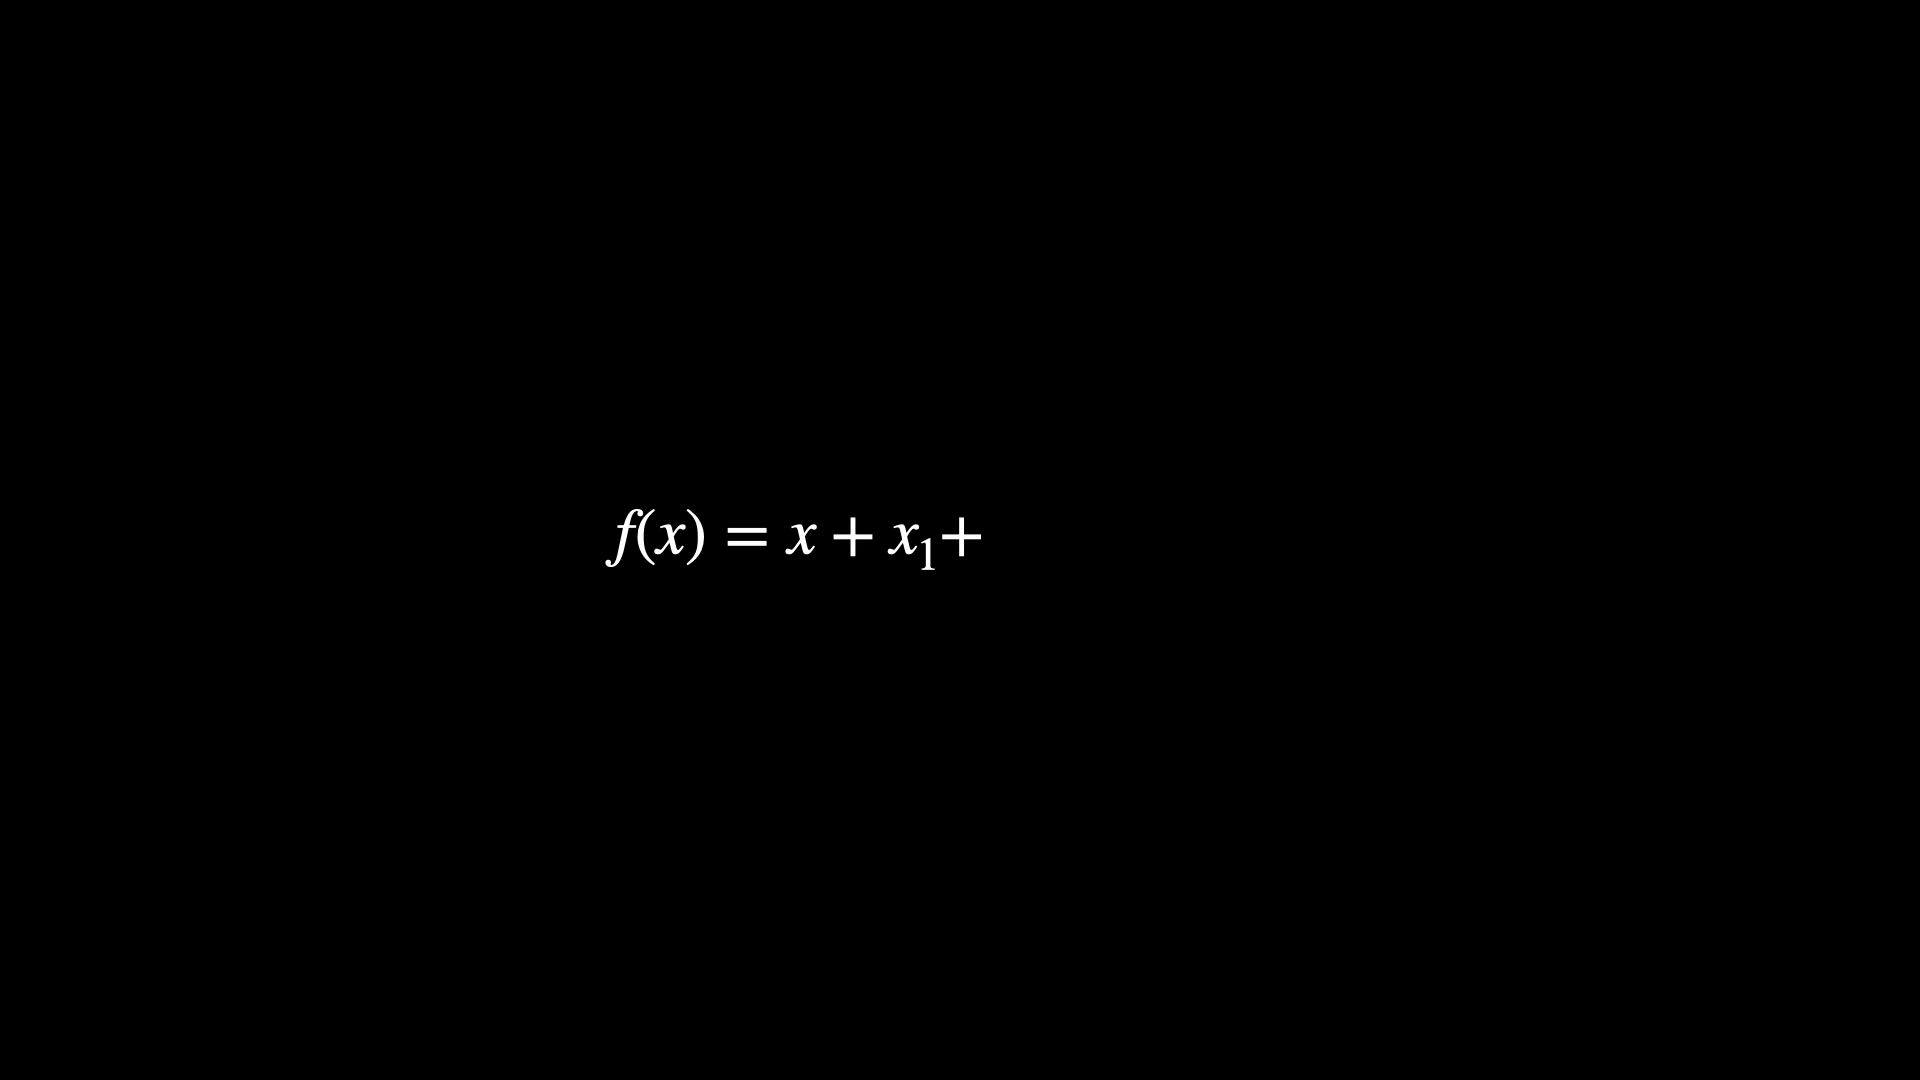 f(x) = x + x₁+